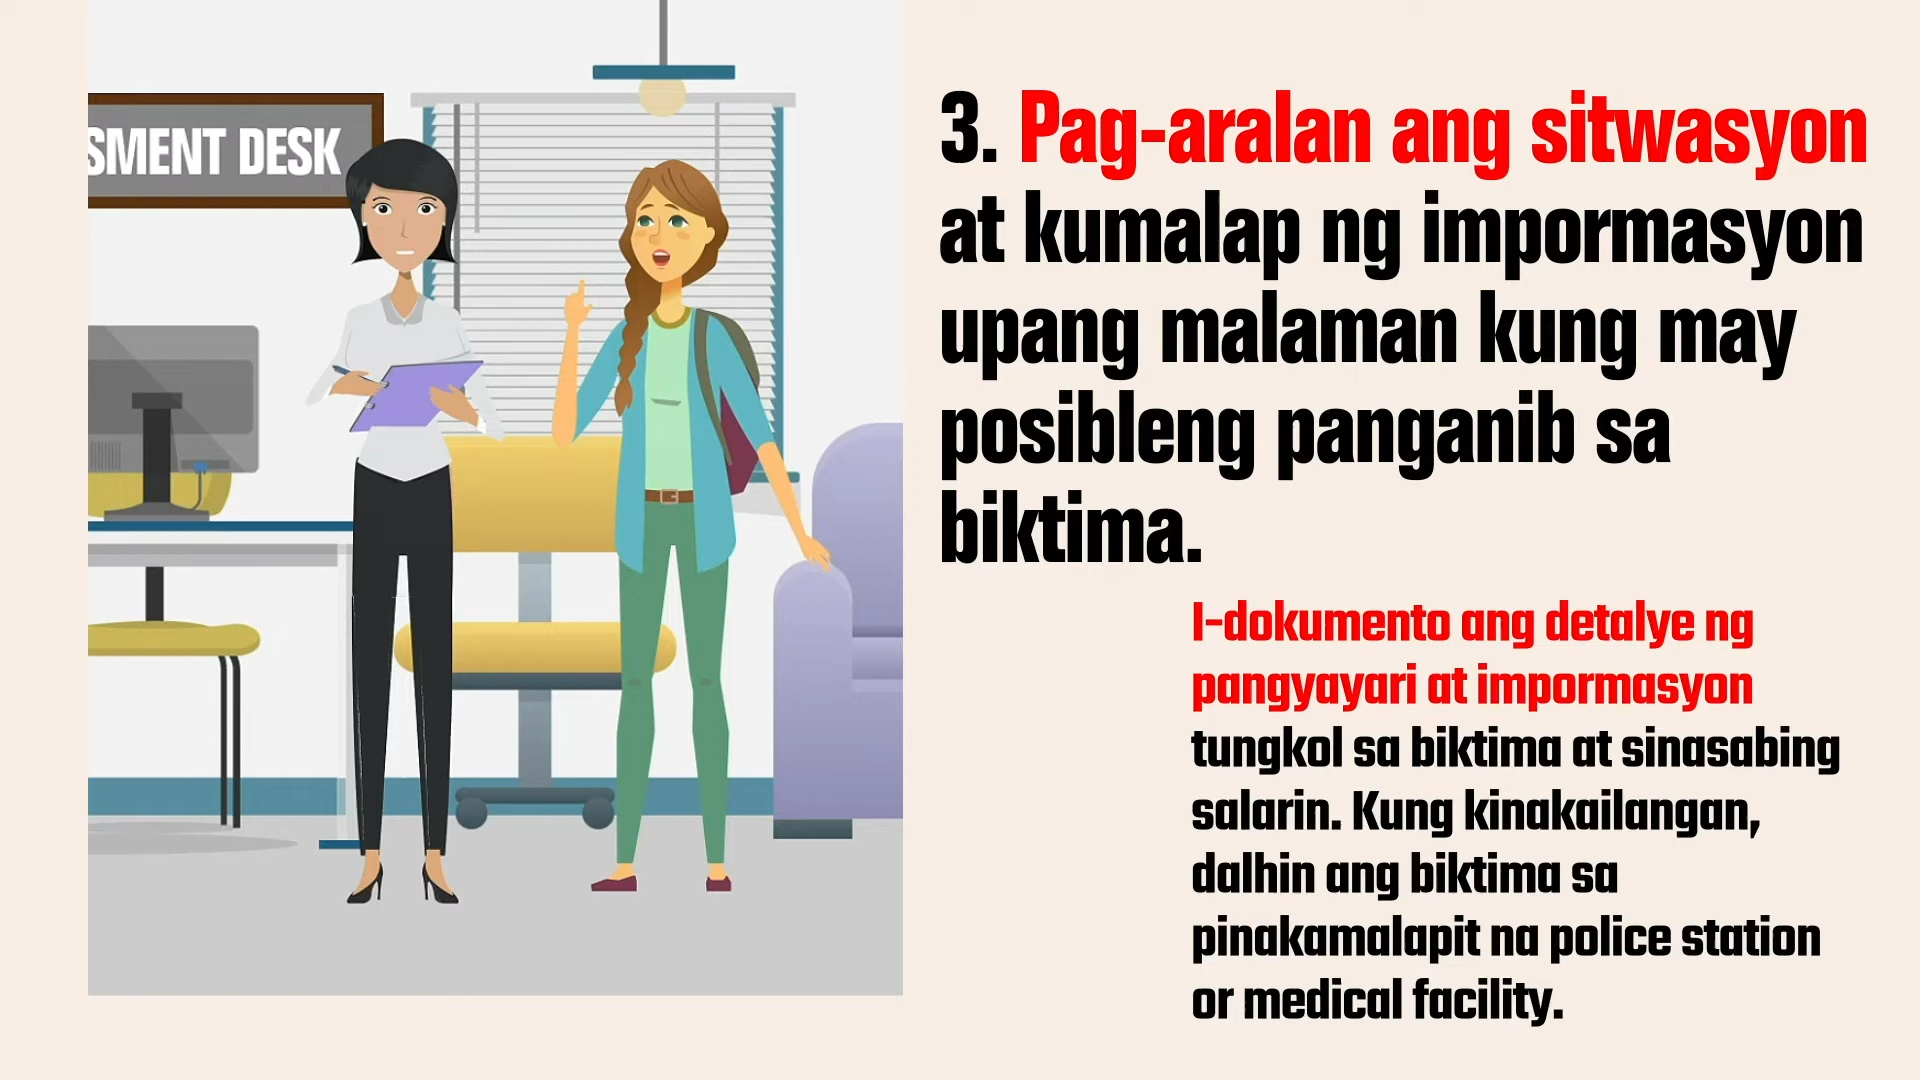 SMENT DESK
3. Pag-aralan ang sitwasyon
at kumalap ng impormasyon
upang malaman kung may
posibleng panganib sa
biktima.
I-dokumento ang detalye ng
pangyayari at impormasyon
tungkol sa biktima at sinasabing
salarin. Kung kinakailangan,
dalhin ang biktima sa
pinakamalapit na police station
or medical facility.